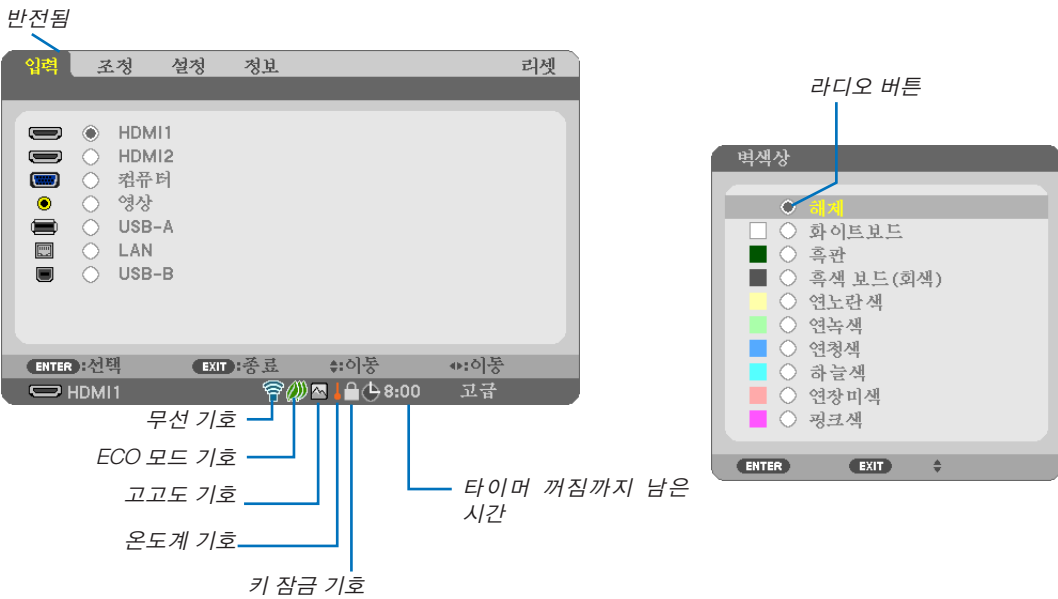 반전됨
입력 조정 설정 정보 리셋
HDMI1
HDMI2
컴퓨터
영상
USB-A
LAN
USB-B
ENTER :선택 EXIT :종료 :이동 :이동
HDMI1 8:00 고급
무선 기호
ECO 모드 기호
고고도 기호
온도계 기호
키 잠금 기호
타이머 꺼짐까지 남은
시간
라디오 버튼
벽색상
해제
화이트보드
흑판
흑색 보드(회색)
연노란색
연녹색
연청색
하늘색
연장미색
핑크색
ENTER EXIT